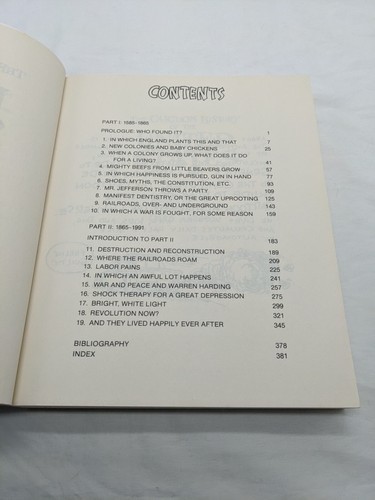 CONTENTS
PART I: 1585-1865
PROLOGUE: WHO FOUND IT? 1
1. IN WHICH ENGLAND PLANTS THIS AND THAT 7
2. NEW COLONIES AND BABY CHICKENS 25
3. WHEN A COLONY GROWS UP, WHAT DOES IT DO
FOR A LIVING? 41
4. MIGHTY BEEFS FROM LITTLE BEAVERS GROW 57
5. IN WHICH HAPPINESS IS PURSUED, GUN IN HAND 77
6. SHOES, MYTHS, THE CONSTITUTION, ETC. 93
7. MR. JEFFERSON THROWS A PARTY 109
8. MANIFEST DENTISTRY, OR THE GREAT UPROOTING 125
9. RAILROADS, OVER- AND UNDERGROUND 143
10. IN WHICH A WAR IS FOUGHT, FOR SOME REASON 159
PART II: 1865-1991
INTRODUCTION TO PART II 183
11. DESTRUCTION AND RECONSTRUCTION 189
12. WHERE THE RAILROADS ROAM 209
13. LABOR PAINS 225
14. IN WHICH AN AWFUL LOT HAPPENS 241
15. WAR AND PEACE AND WARREN HARDING 257
16. SHOCK THERAPY FOR A GREAT DEPRESSION 275
17. BRIGHT, WHITE LIGHT 299
18. REVOLUTION NOW? 321
19. AND THEY LIVED HAPPILY EVER AFTER 345
BIBLIOGRAPHY 378
INDEX 381